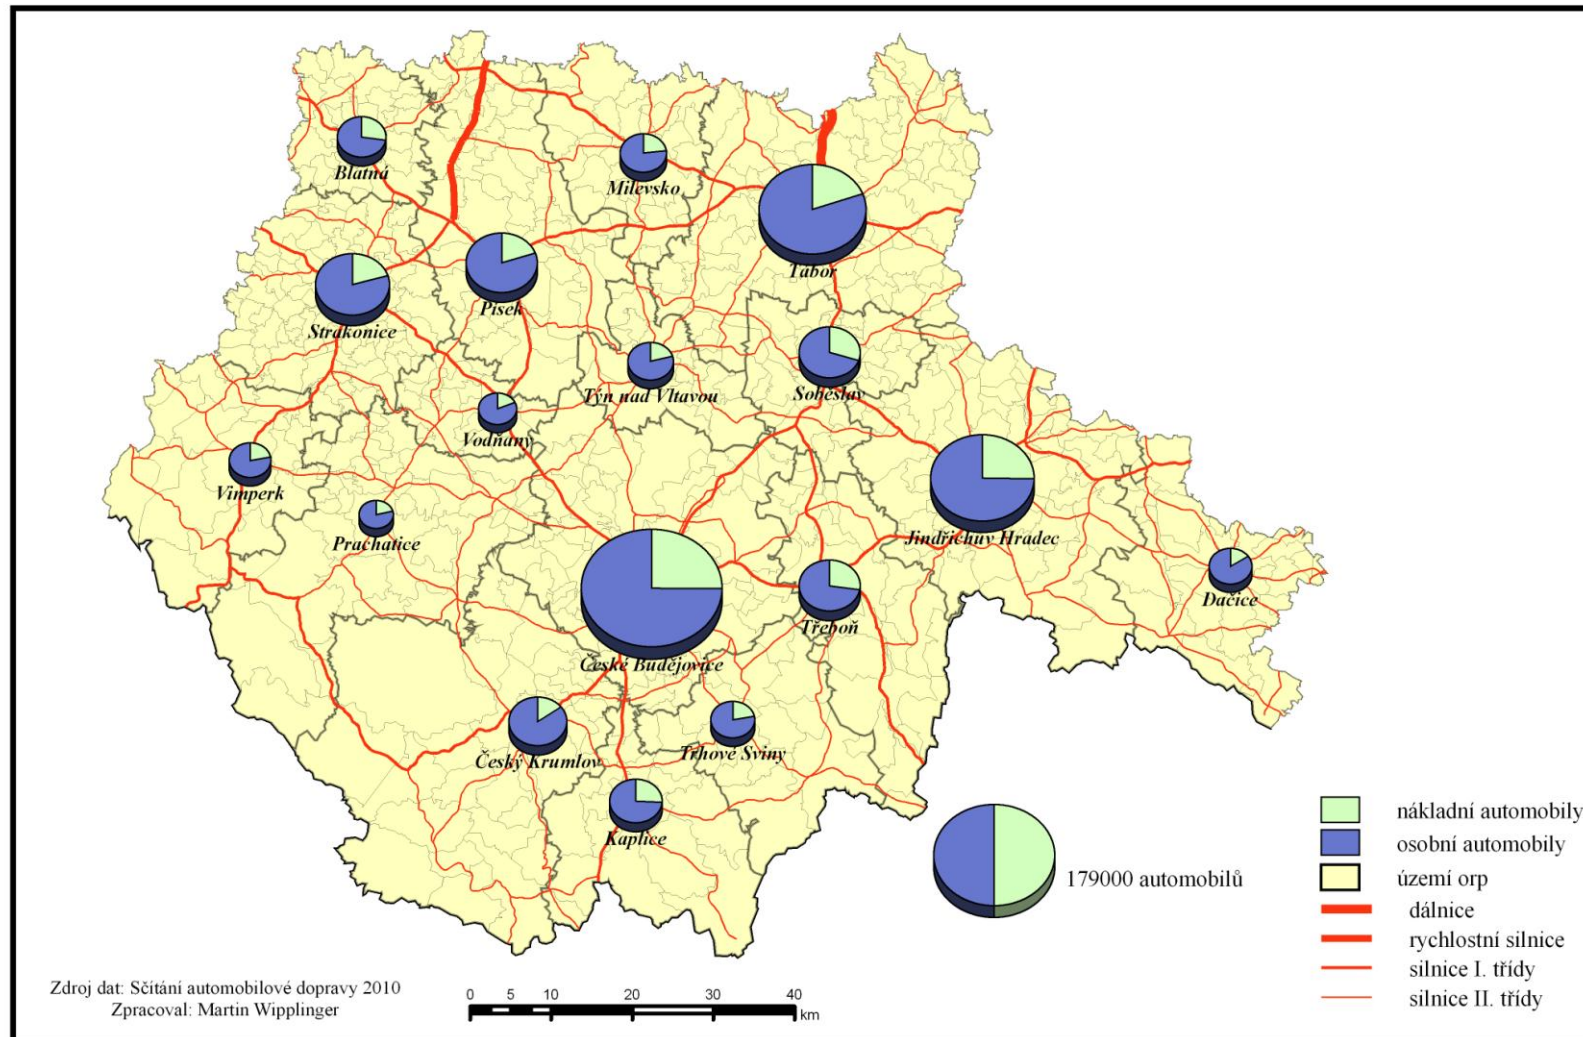 Blatná
Milevsko
Tábor
Písek
Strakonice
Týn nad Vltavou
Soběslav
Vodňany
Vimperk
Prachatice
Jindřichuv Hradec
Dačice
Třeboň
České Budějovice
Český Krumlov
Trhové Sviny
Kaplice
179000 automobilů
nákladní automobily
osobní automobily
území orp
dálnice
rychlostní silnice
silnice I. třídy
silnice II. třídy
Zdroj dat: Sčítání automobilové dopravy 2010
Zpracoval: Martin Wipplinger
0 5 10 20 30 40
km